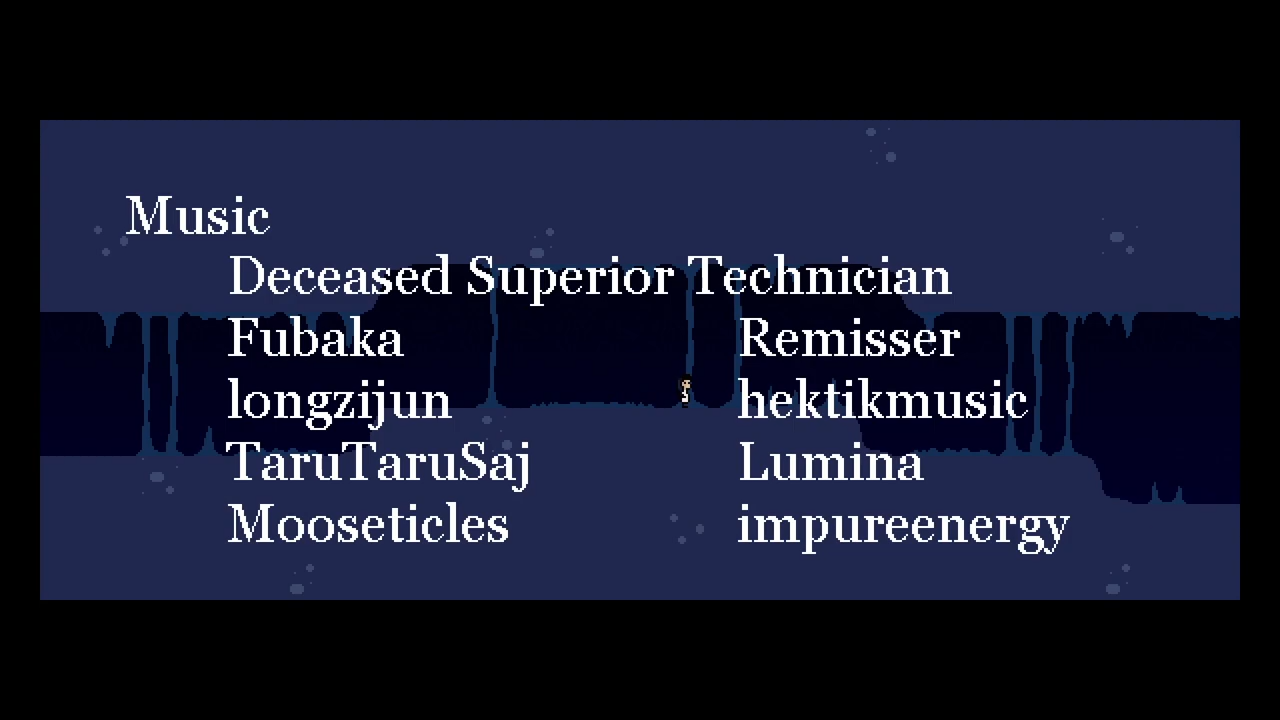 Music
Deceased Superior Technician
Fubaka Remisser
longzijun hektikmusic
TaruTaruSaj Lumina
Mooseticles impureenergy